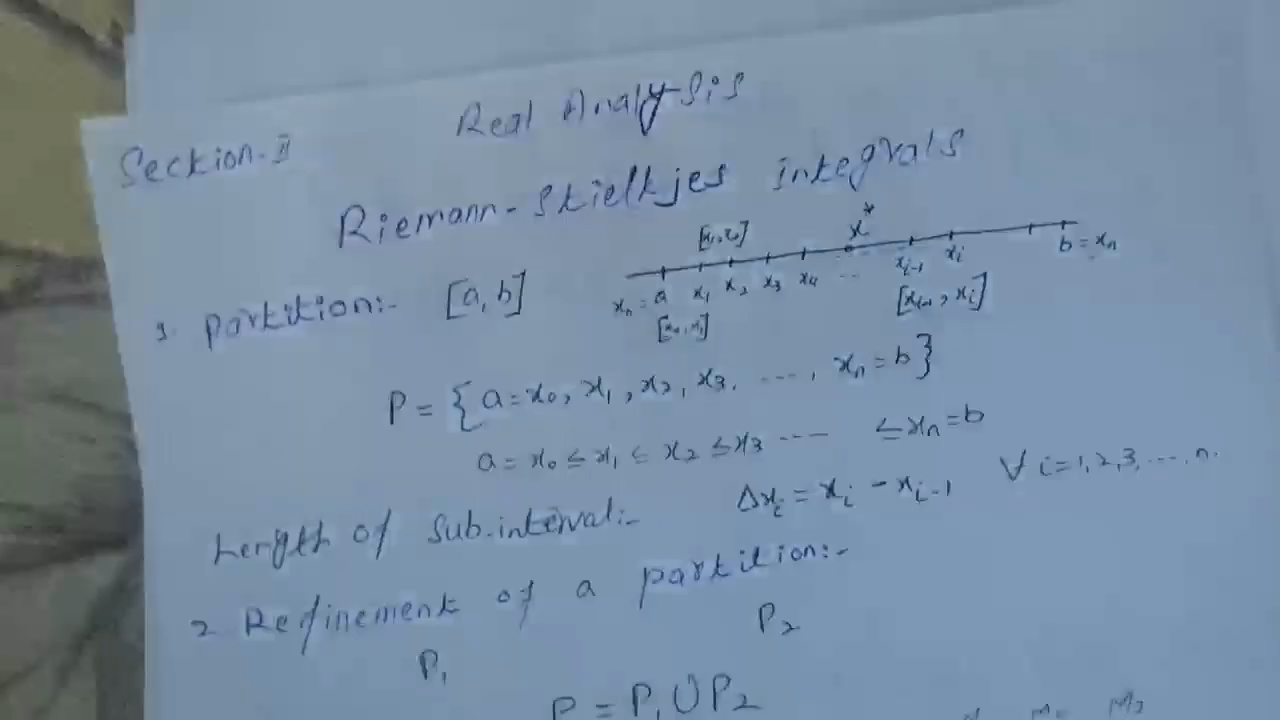 Real Analysis
Section-II
Riemann-Stieltjes integrals
1. Partition:- [a, b]
[x1, x2]
x*
xn = a x1 x2 x3 x4 ... xi-1 xi b = xn
[x0, x1] [xi-1, xi]
P = {a = x0, x1, x2, x3, ...., xn = b}
a = x0 ≤ x1 ≤ x2 ≤ x3 ---- ≤ xn = b
Length of sub.interval:- Δxi = xi - xi-1 ∀ i = 1, 2, 3, ...., n.
2 Refinement of a partition:-
P1 P2
P = P1 ∪ P2